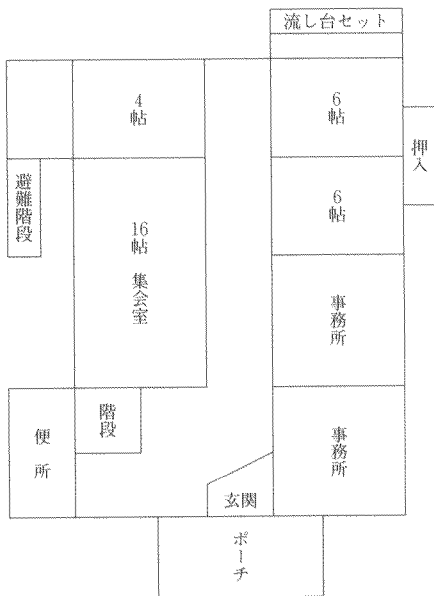 流し台セット
4帖
6帖
押入
6帖
避難階段
16帖 集会室
事務所
階段
便所
事務所
玄関
ポーチ